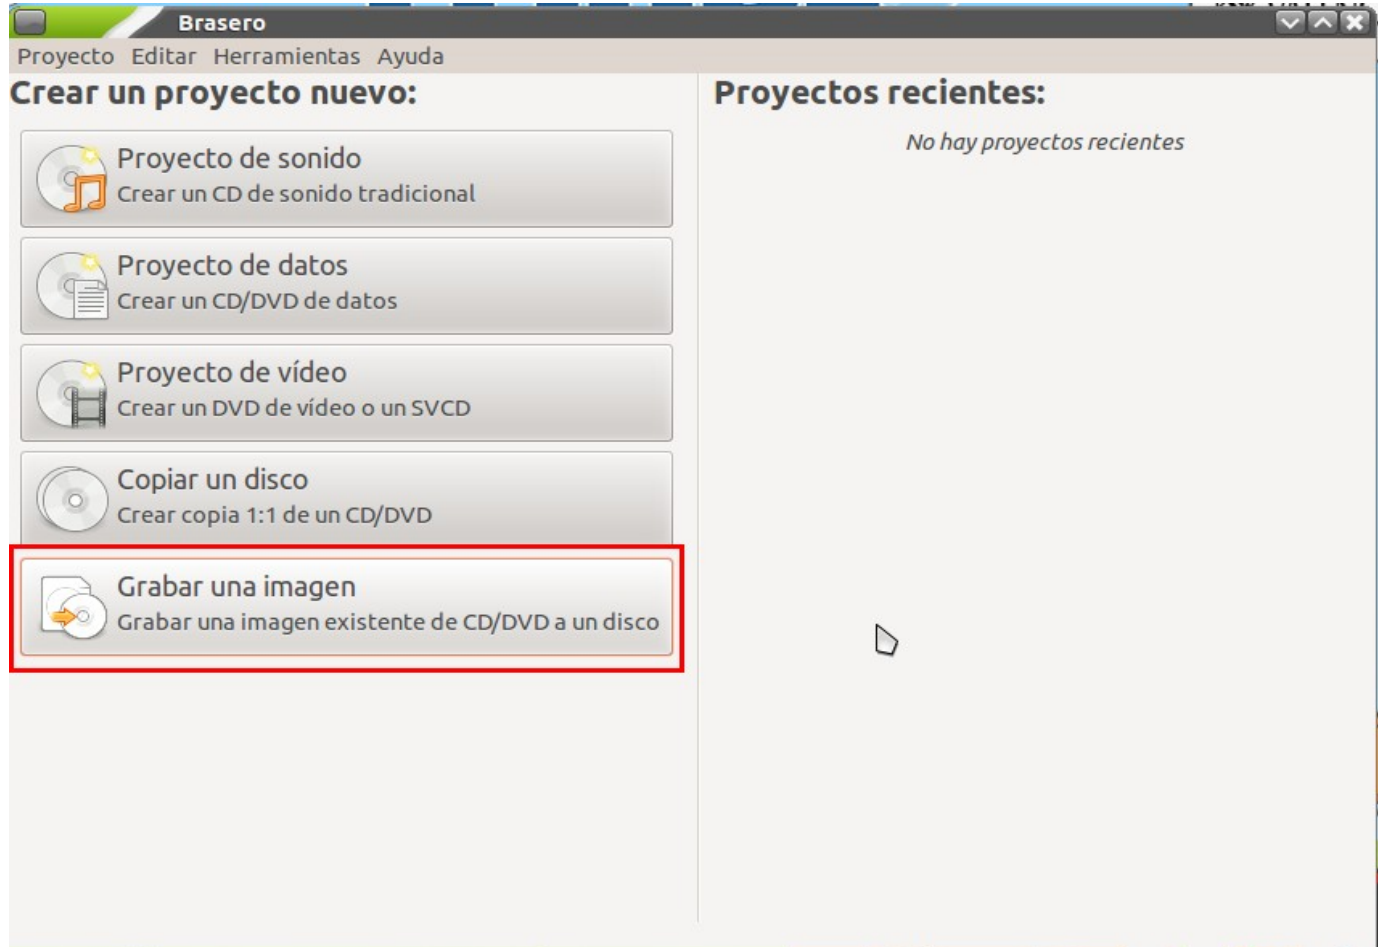 Brasero
Proyecto Editar Herramientas Ayuda
Crear un proyecto nuevo:
Proyecto de sonido
Crear un CD de sonido tradicional
Proyecto de datos
Crear un CD/DVD de datos
Proyecto de vídeo
Crear un DVD de vídeo o un SVCD
Copiar un disco
Crear copia 1:1 de un CD/DVD
Grabar una imagen
Grabar una imagen existente de CD/DVD a un disco
Proyectos recientes:
No hay proyectos recientes